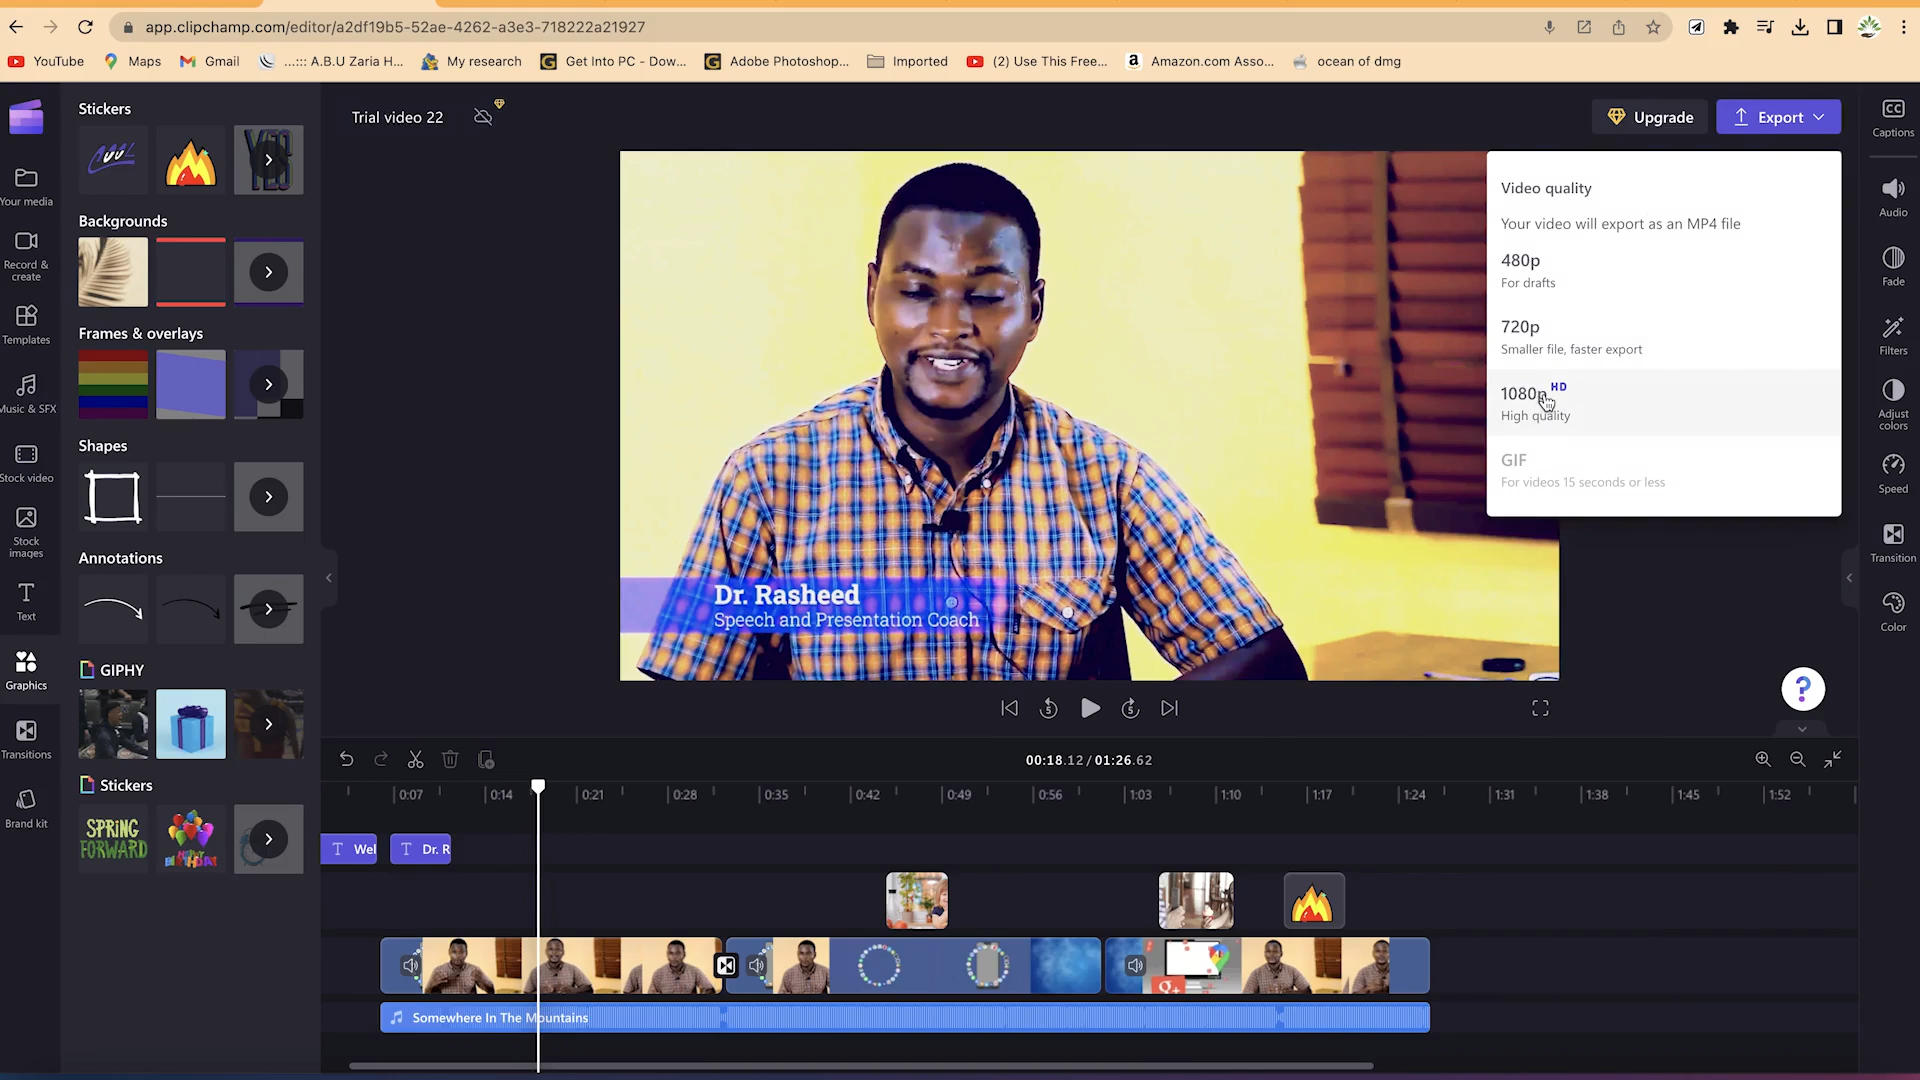 app.clipchamp.com/editor/a2df19b5-52ae-4262-a3e3-718222a21927
YouTube
Maps
Gmail
...::: A.B.U Zaria H...
My research
Get Into PC - Dow...
Adobe Photoshop...
Imported
(2) Use This Free...
Amazon.com Asso...
ocean of dmg
Your media
Record &
create
Templates
Music & SFX
Stock video
Stock
images
Text
Graphics
Transitions
Brand kit
Stickers
COOL
YES
Backgrounds
Frames & overlays
Shapes
Annotations
GIPHY
Stickers
SPRING
FORWARD
HAPPY
BIRTHDAY
Trial video 22
Upgrade
Export
Video quality
Your video will export as an MP4 file
480p
For drafts
720p
Smaller file, faster export
1080p HD
High quality
GIF
For videos 15 seconds or less
Dr. Rasheed
Speech and Presentation Coach
5
5
?
CC
Captions
Audio
Fade
Filters
Adjust
colors
Speed
Transition
Color
00:18.12 / 01:26.62
0:07 0:14 0:21 0:28 0:35 0:42 0:49 0:56 1:03 1:10 1:17 1:24 1:31 1:38 1:45 1:52
T Wel
T Dr. R
Somewhere In The Mountains